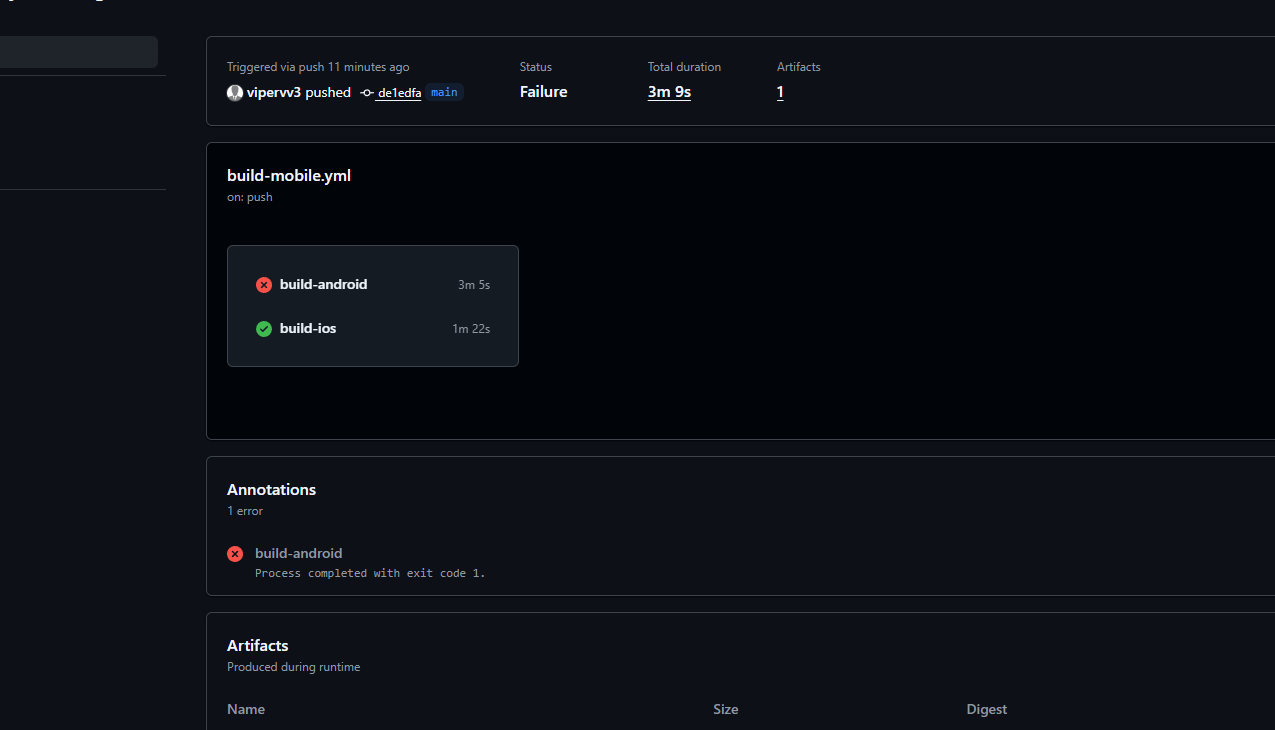 Triggered via push 11 minutes ago
vipervv3 pushed de1edfa main
Status
Failure
Total duration
3m 9s
Artifacts
1
build-mobile.yml
on: push
build-android 3m 5s
build-ios 1m 22s
Annotations
1 error
build-android
Process completed with exit code 1.
Artifacts
Produced during runtime
Name Size Digest